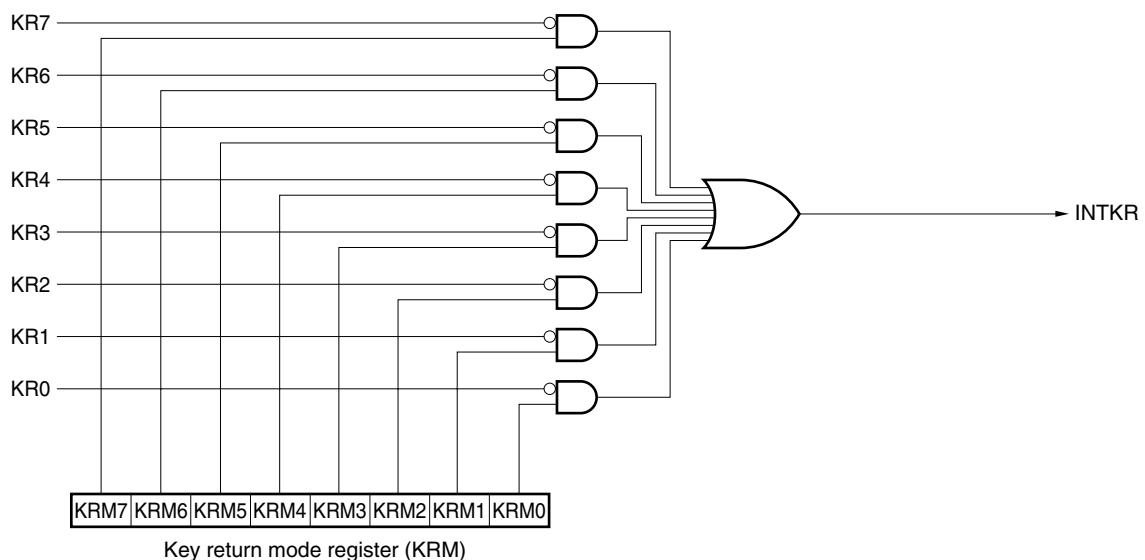 KR7
KR6
KR5
KR4
KR3
KR2
KR1
KR0
INTKR
KRM7 KRM6 KRM5 KRM4 KRM3 KRM2 KRM1 KRM0
Key return mode register (KRM)